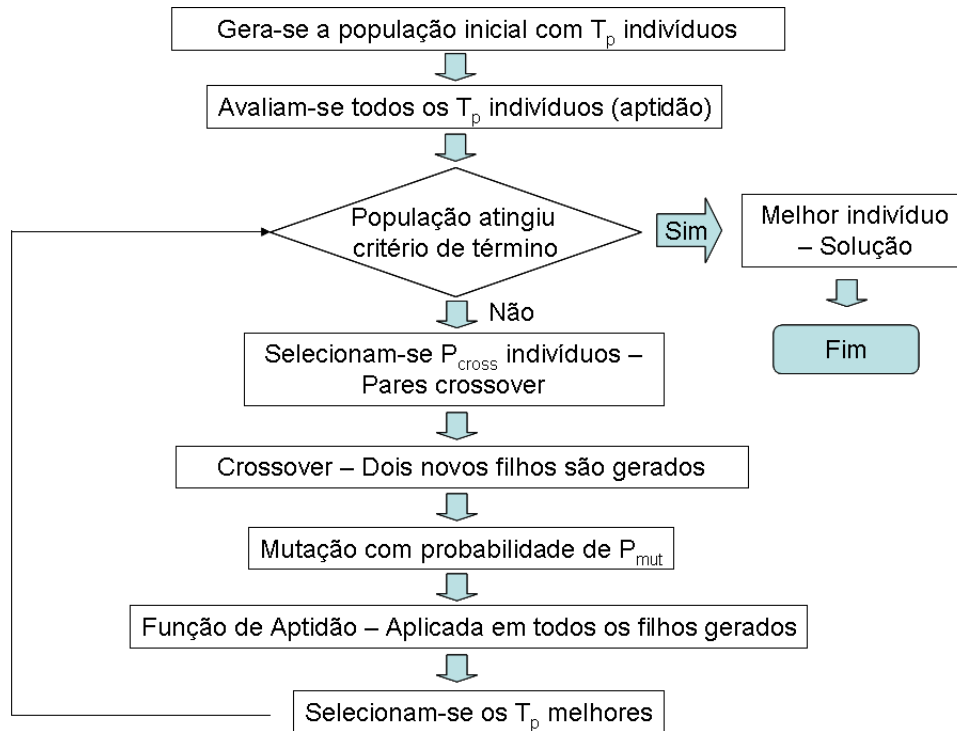 Gera-se a população inicial com Tp indivíduos
Avaliam-se todos os Tp indivíduos (aptidão)
População atingiu
critério de término
Sim
Melhor indivíduo
– Solução
Fim
Não
Selecionam-se Pcross indivíduos –
Pares crossover
Crossover – Dois novos filhos são gerados
Mutação com probabilidade de Pmut
Função de Aptidão – Aplicada em todos os filhos gerados
Selecionam-se os Tp melhores